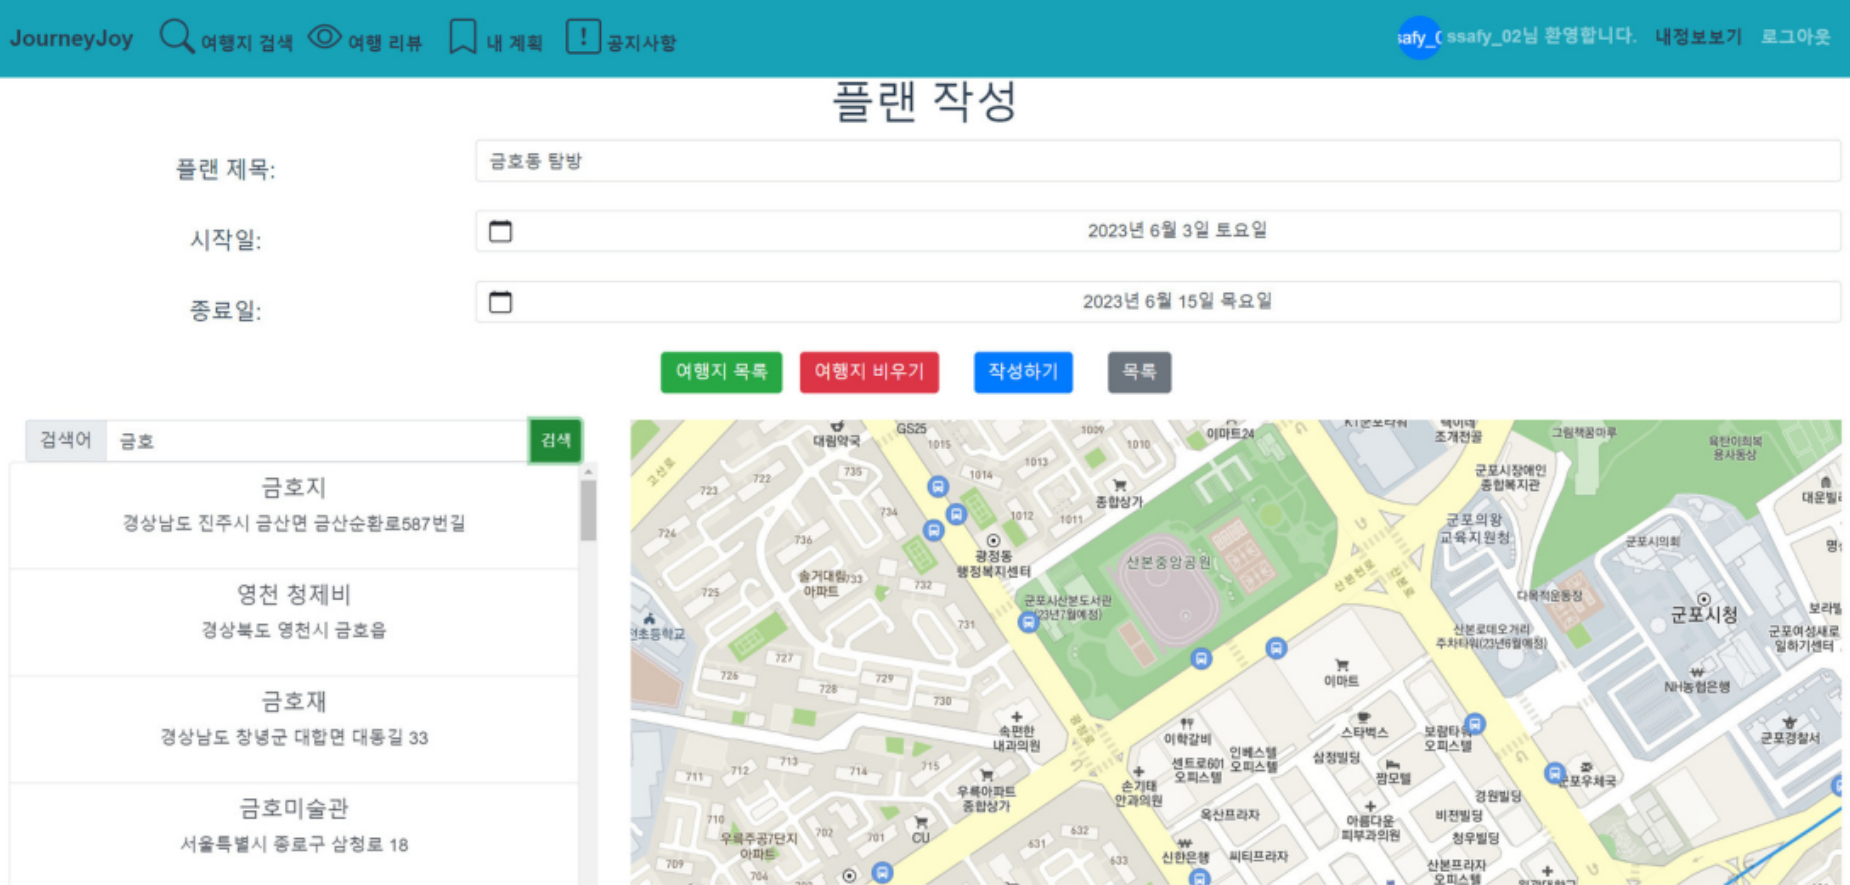 JourneyJoy 여행지 검색 여행 리뷰 내 계획 공지사항
ssafy_02님 환영합니다. 내정보보기 로그아웃
플랜 작성
플랜 제목:
금호동 탐방
시작일:
2023년 6월 3일 토요일
종료일:
2023년 6월 15일 목요일
여행지 목록 여행지 비우기 작성하기 목록
검색어 금호 검색
금호지
경상남도 진주시 금산면 금산순환로587번길
영천 청제비
경상북도 영천시 금호읍
금호재
경상남도 창녕군 대합면 대동길 33
금호미술관
서울특별시 종로구 삼청로 18
대림약국
GS25
1015
1009
1010
이마트24
조개전골
그림책꿈마루
육탄이희복
용사동상
고산로
723
722
735
1014
1013
종합상가
군포시장애인
종합복지관
724
734
736
1012
1011
광정동
행정복지센터
산본중앙공원
군포의왕
교육지원청
군포시의회
솔거대림
아파트
733
732
725
731
군포시산본도서관
(23년7월예정)
산본천로
산본로
다목적운동장
군포시청
산본로데오거리
주차타워(23년6월예정)
군포여성새로
일하기센터
727
726
728
729
730
이마트
NH농협은행
광정로
속편한
내과의원
이학갈비
인베스텔
오피스텔
센트로601
오피스텔
스타벅스
삼정빌딩
짬모텔
오피스텔
군포경찰서
군포우체국
711
712
713
714
715
우륵아파트
종합상가
손기태
안과의원
옥산프라자
아름다운
피부과의원
경원빌딩
비전빌딩
청우빌딩
710
우륵주공7단지
아파트
702
701
CU
632
631
633
신한은행
씨티프라자
산본프라자
오피스텔
709
704